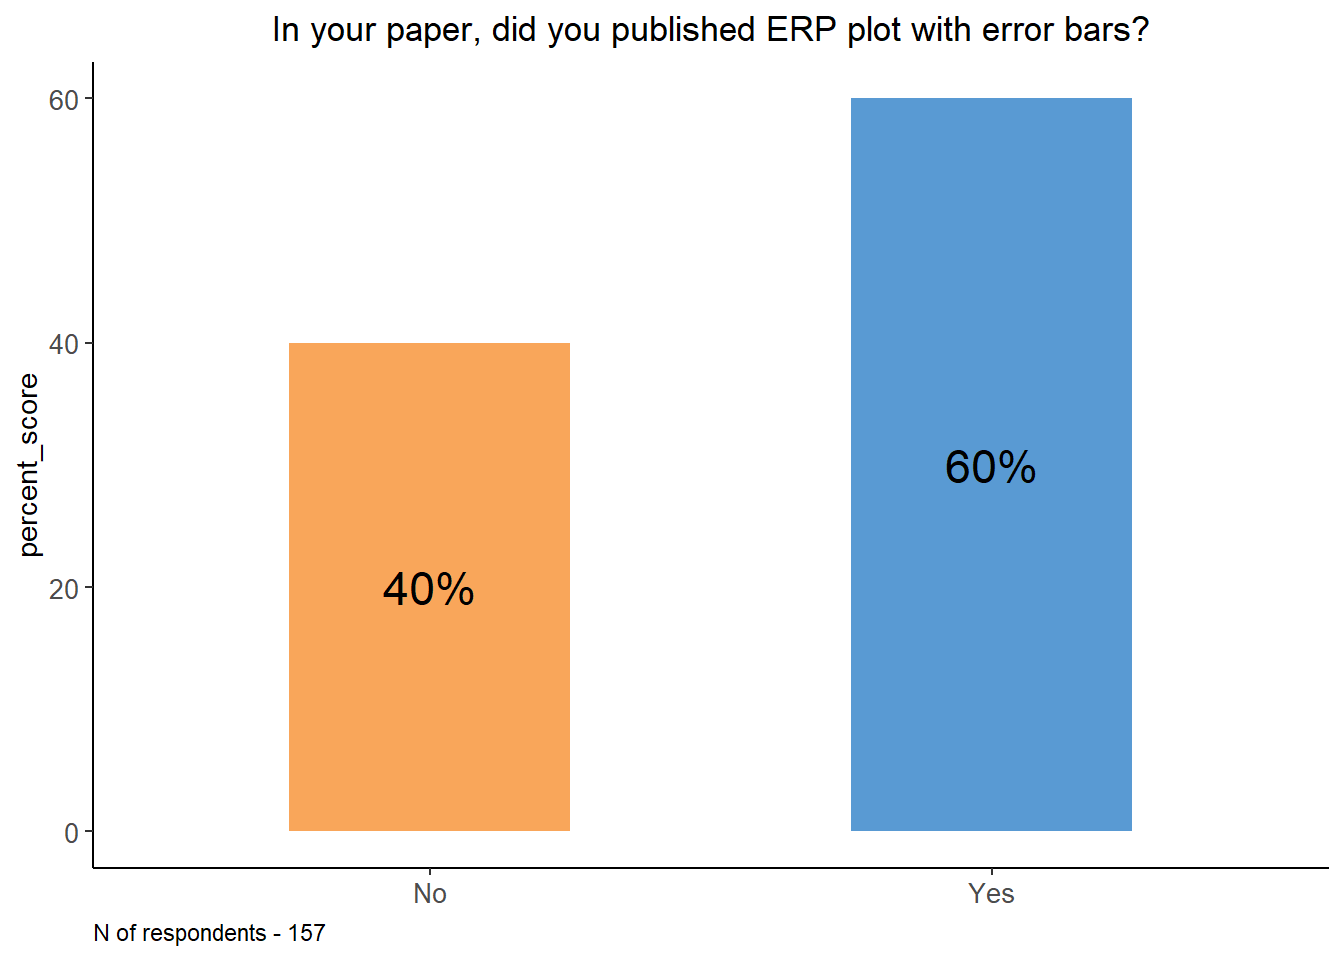 In your paper, did you published ERP plot with error bars?
60
40
20
0
percent_score
40%
60%
No
Yes
N of respondents - 157